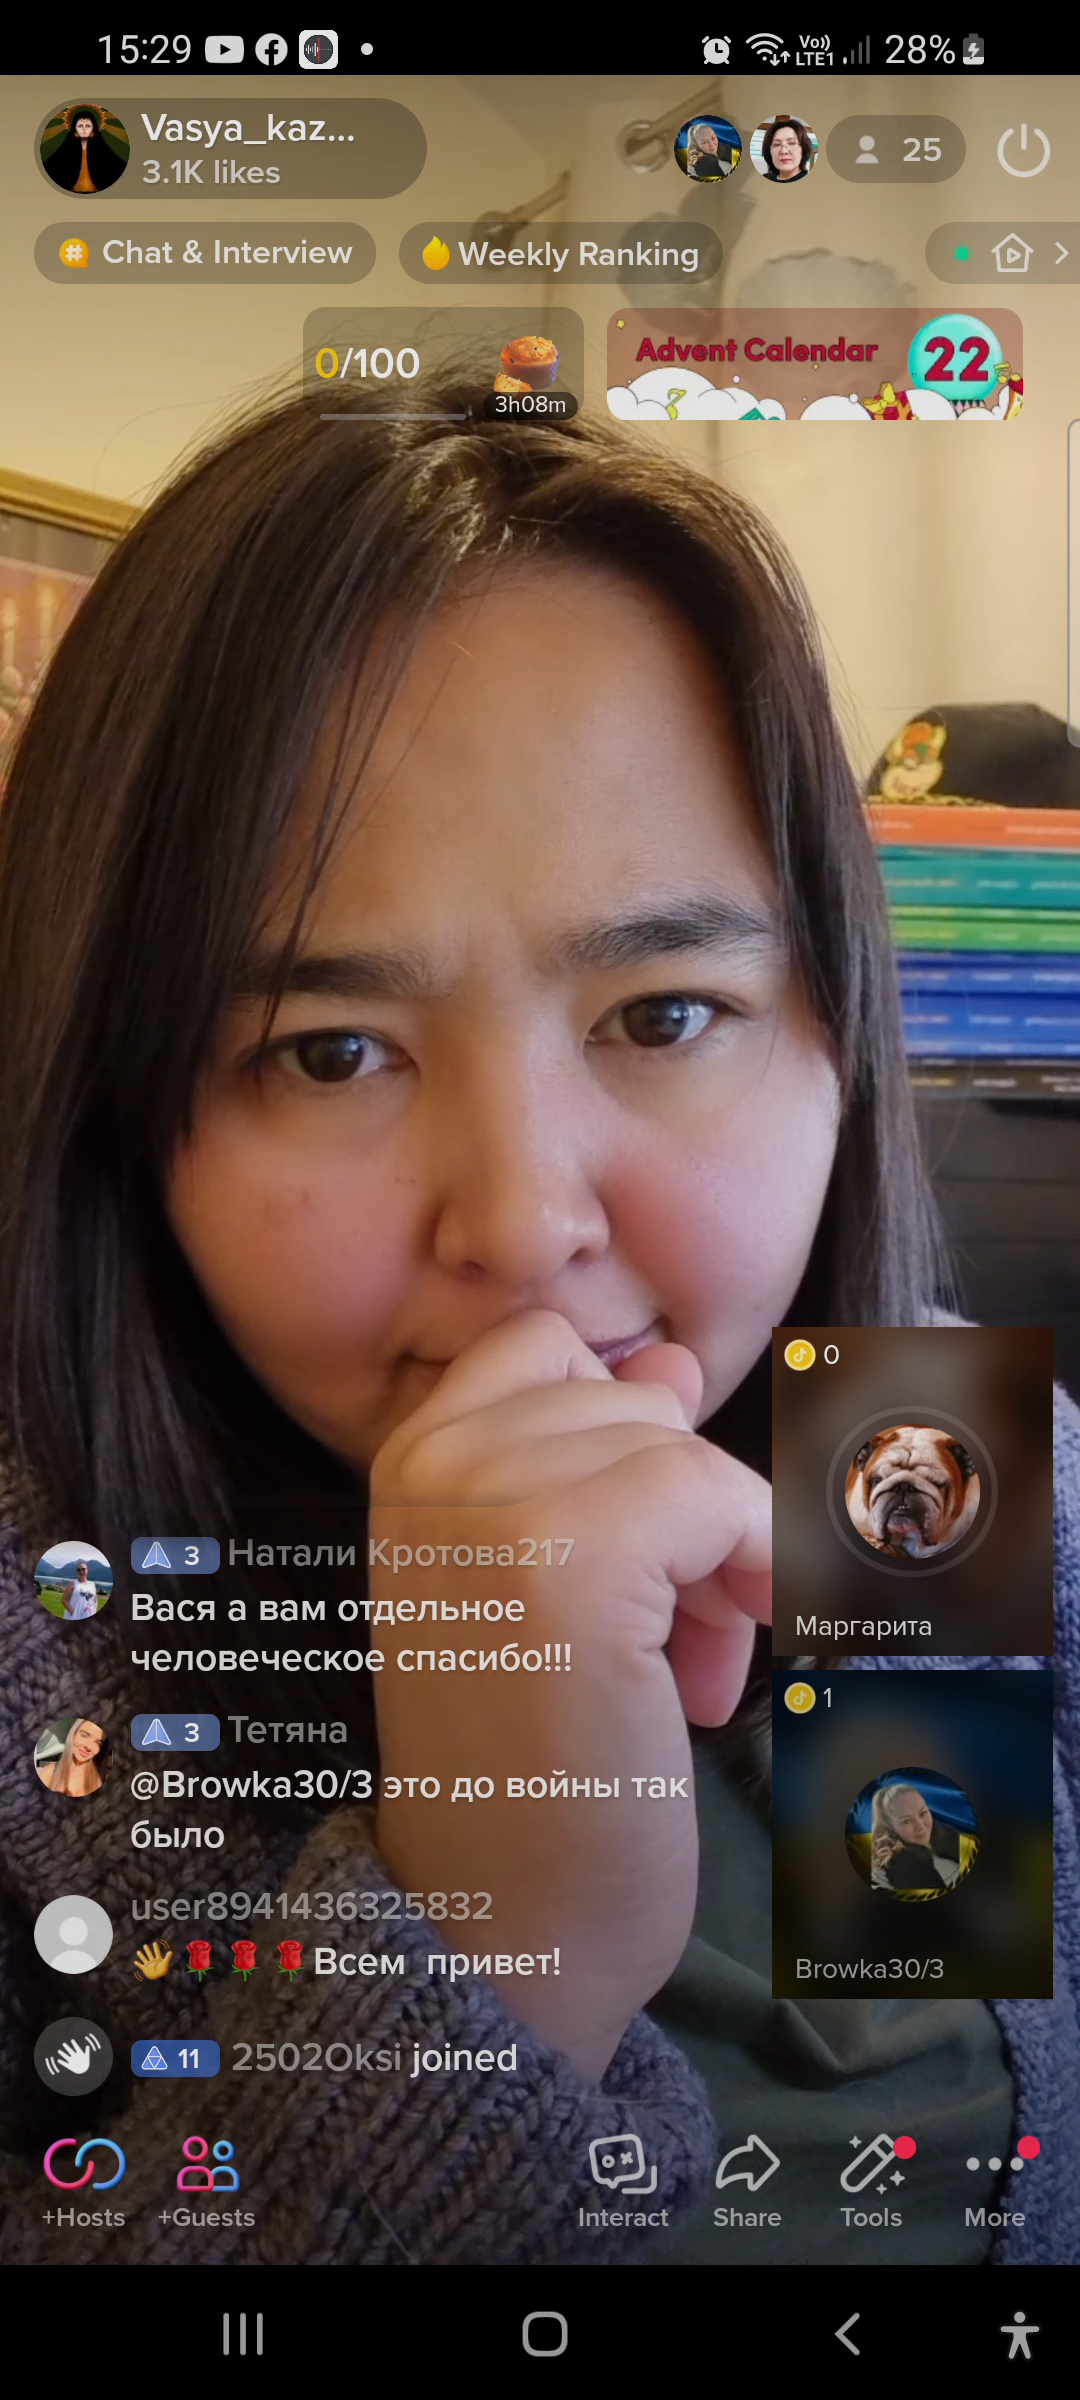 15:29
Vo))
LTE1
28%
Vasya_kaz...
3.1K likes
25
Chat & Interview
Weekly Ranking
0/100
3h08m
Advent Calendar
22
0
Маргарита
1
Browka30/3
3 Натали Кротова217
Вася а вам отдельное
человеческое спасибо!!!
3 Тетяна
@Browka30/3 это до войны так
было
user8941436325832
👋🌹🌹🌹Всем привет!
11 2502Oksi joined
+Hosts
+Guests
Interact
Share
Tools
More